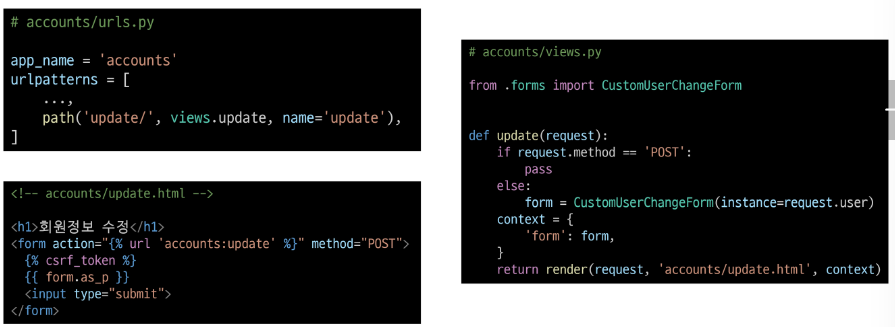 # accounts/urls.py
app_name = 'accounts'
urlpatterns = [
    ...,
    path('update/', views.update, name='update'),
]
<!-- accounts/update.html -->
<h1>회원정보 수정</h1>
<form action="{% url 'accounts:update' %}" method="POST">
  {% csrf_token %}
  {{ form.as_p }}
  <input type="submit">
</form>
# accounts/views.py
from .forms import CustomUserChangeForm
def update(request):
    if request.method == 'POST':
        pass
    else:
        form = CustomUserChangeForm(instance=request.user)
    context = {
        'form': form,
    }
    return render(request, 'accounts/update.html', context)